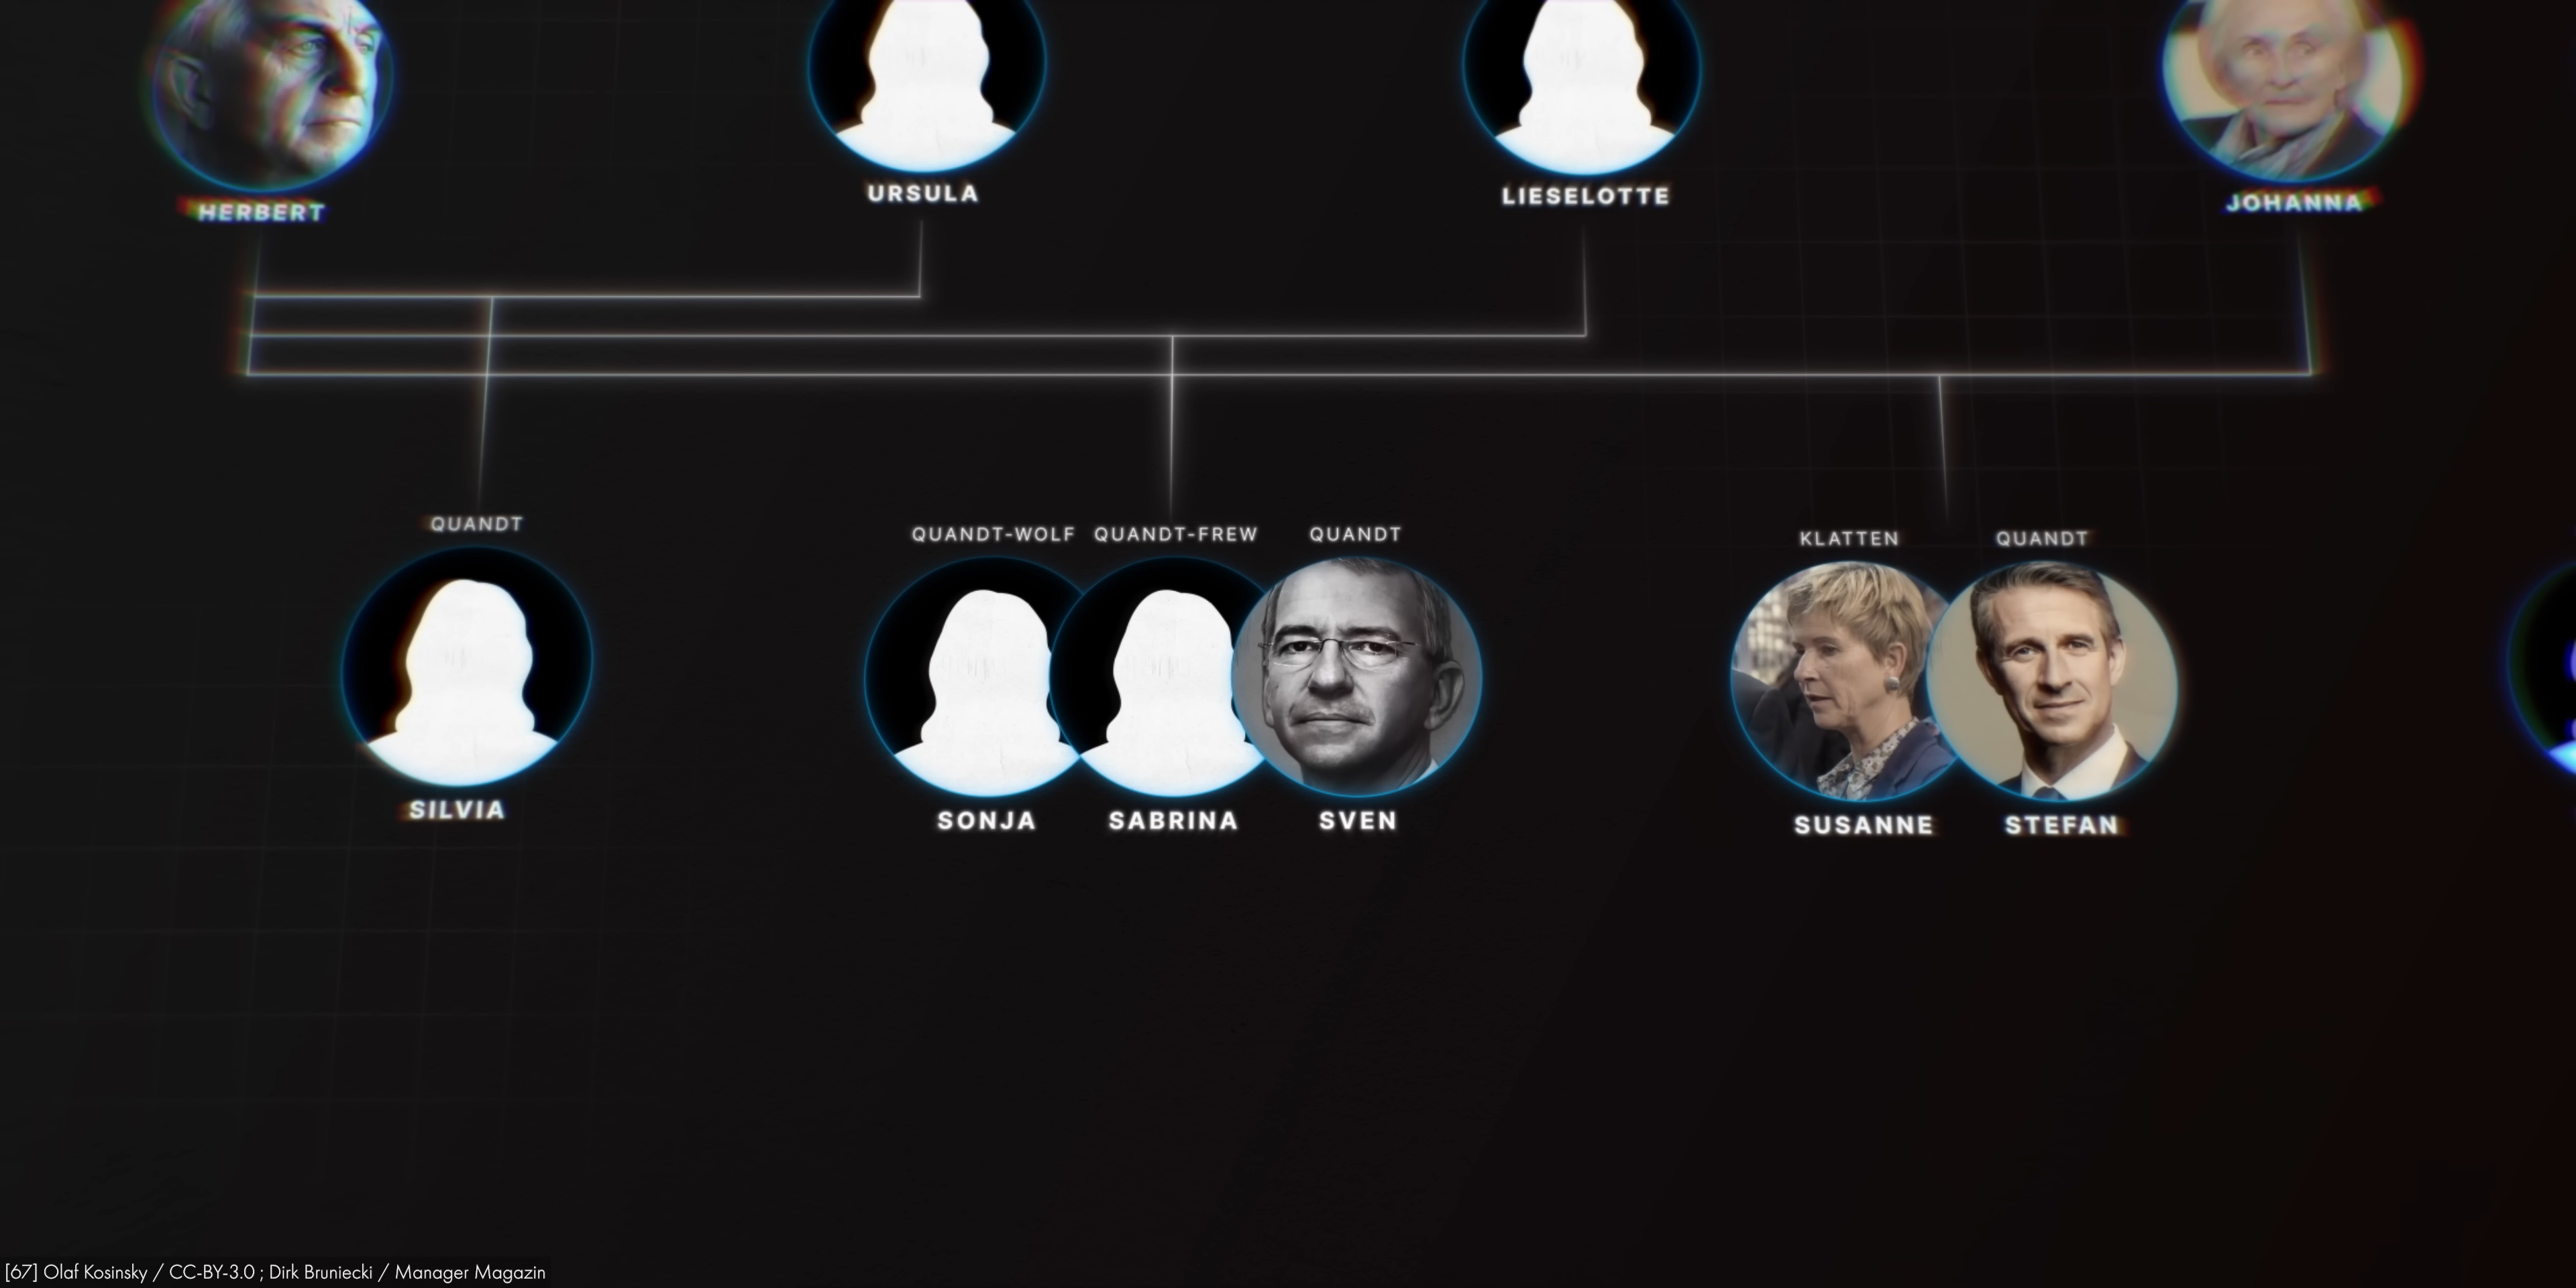 HERBERT
URSULA
LIESELOTTE
JOHANNA
QUANDT
SILVIA
QUANDT-WOLF
SONJA
QUANDT-FREW
SABRINA
QUANDT
SVEN
KLATTEN
SUSANNE
QUANDT
STEFAN
[67] Olaf Kosinsky / CC-BY-3.0 ; Dirk Bruniecki / Manager Magazin